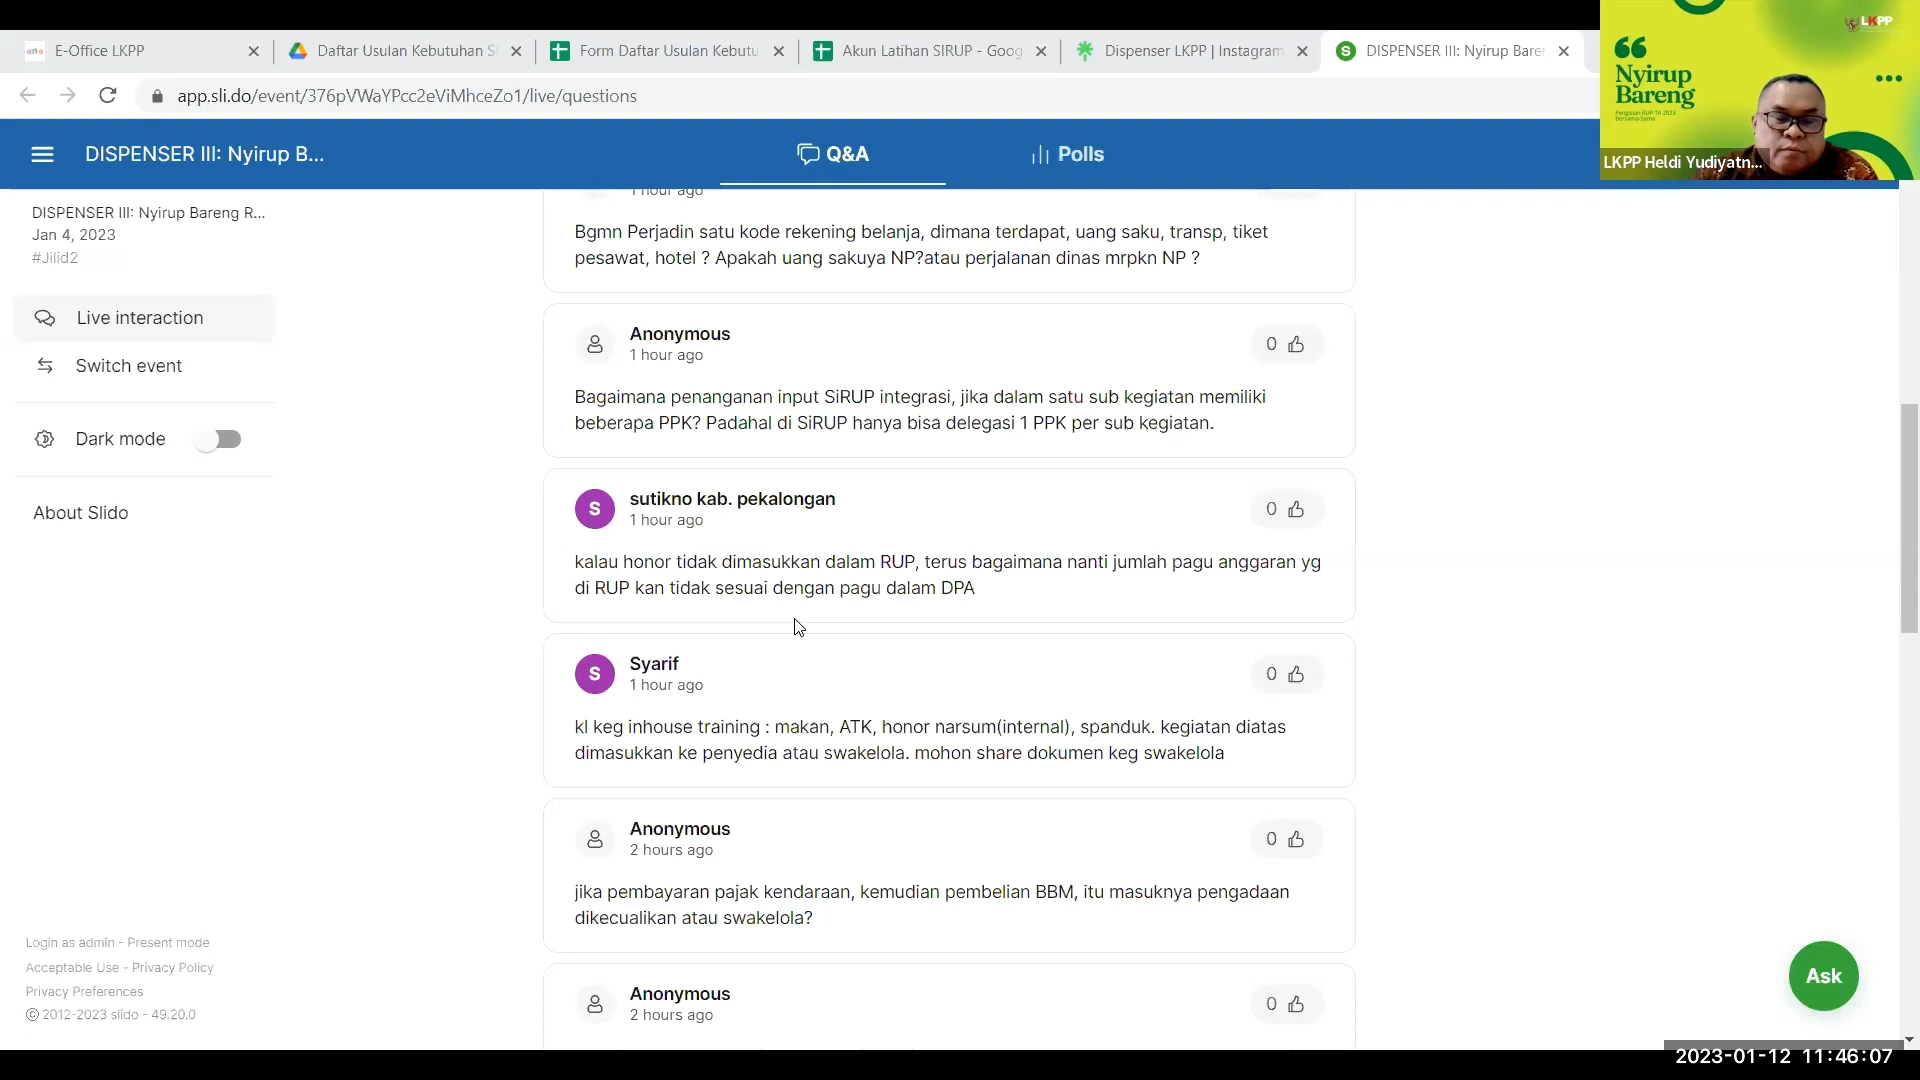 E-Office LKPP
Daftar Usulan Kebutuhan S
Form Daftar Usulan Kebutu
Akun Latihan SIRUP - Goog
Dispenser LKPP | Instagram
DISPENSER III: Nyirup Bare
app.sli.do/event/376pVWaYPcc2eViMhceZo1/live/questions
LKPP
Nyirup
Bareng
Pengisian RUP TA 2023
Bersama-Sama
LKPP Heldi Yudiyatn...
DISPENSER III: Nyirup B...
Q&A
Polls
DISPENSER III: Nyirup Bareng R...
Jan 4, 2023
#Jilid2
Live interaction
Switch event
Dark mode
About Slido
Login as admin - Present mode
Acceptable Use - Privacy Policy
Privacy Preferences
© 2012-2023 slido - 49.20.0
1 hour ago
Bgmn Perjadin satu kode rekening belanja, dimana terdapat, uang saku, transp, tiket
pesawat, hotel ? Apakah uang sakuya NP?atau perjalanan dinas mrpkn NP ?
Anonymous
1 hour ago
0
Bagaimana penanganan input SiRUP integrasi, jika dalam satu sub kegiatan memiliki
beberapa PPK? Padahal di SiRUP hanya bisa delegasi 1 PPK per sub kegiatan.
S
sutikno kab. pekalongan
1 hour ago
0
kalau honor tidak dimasukkan dalam RUP, terus bagaimana nanti jumlah pagu anggaran yg
di RUP kan tidak sesuai dengan pagu dalam DPA
S
Syarif
1 hour ago
0
kl keg inhouse training : makan, ATK, honor narsum(internal), spanduk. kegiatan diatas
dimasukkan ke penyedia atau swakelola. mohon share dokumen keg swakelola
Anonymous
2 hours ago
0
jika pembayaran pajak kendaraan, kemudian pembelian BBM, itu masuknya pengadaan
dikecualikan atau swakelola?
Anonymous
2 hours ago
0
Ask
2023-01-12 11:46:07